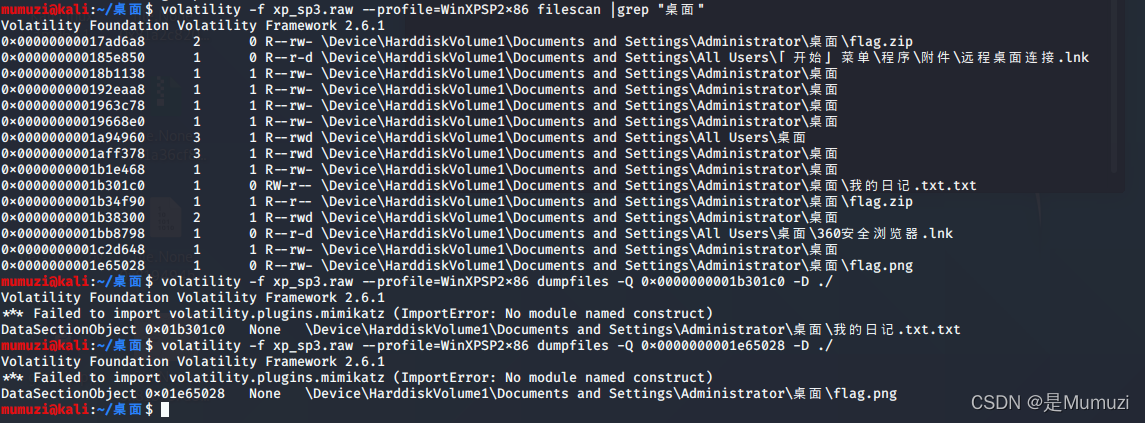 mumuzi@kali:~/桌面$ volatility -f xp_sp3.raw --profile=WinXPSP2×86 filescan |grep "桌面"
Volatility Foundation Volatility Framework 2.6.1
0×00000000017ad6a8      2      0 R--rw- \Device\HarddiskVolume1\Documents and Settings\Administrator\桌面\flag.zip
0×000000000185e850      1      0 R--r-d \Device\HarddiskVolume1\Documents and Settings\All Users\「开始」菜单\程序\附件\远程桌面连接.lnk
0×00000000018b1138      1      1 R--rw- \Device\HarddiskVolume1\Documents and Settings\Administrator\桌面
0×000000000192eaa8      1      1 R--rw- \Device\HarddiskVolume1\Documents and Settings\Administrator\桌面
0×0000000001963c78      1      1 R--rw- \Device\HarddiskVolume1\Documents and Settings\Administrator\桌面
0×00000000019668e0      1      1 R--rw- \Device\HarddiskVolume1\Documents and Settings\Administrator\桌面
0×0000000001a94960      3      1 R--rwd \Device\HarddiskVolume1\Documents and Settings\All Users\桌面
0×0000000001aff378      3      1 R--rwd \Device\HarddiskVolume1\Documents and Settings\Administrator\桌面
0×0000000001b1e468      1      1 R--rw- \Device\HarddiskVolume1\Documents and Settings\Administrator\桌面
0×0000000001b301c0      1      0 RW-r-- \Device\HarddiskVolume1\Documents and Settings\Administrator\桌面\我的日记.txt.txt
0×0000000001b34f90      1      1 R--r-- \Device\HarddiskVolume1\Documents and Settings\Administrator\桌面\flag.zip
0×0000000001b38300      2      1 R--rwd \Device\HarddiskVolume1\Documents and Settings\Administrator\桌面
0×0000000001bb8798      1      0 R--r-d \Device\HarddiskVolume1\Documents and Settings\All Users\桌面\360安全浏览器.lnk
0×0000000001c2d648      1      1 R--rw- \Device\HarddiskVolume1\Documents and Settings\Administrator\桌面
0×0000000001e65028      1      0 R--rw- \Device\HarddiskVolume1\Documents and Settings\Administrator\桌面\flag.png
mumuzi@kali:~/桌面$ volatility -f xp_sp3.raw --profile=WinXPSP2×86 dumpfiles -Q 0×0000000001b301c0 -D ./
Volatility Foundation Volatility Framework 2.6.1
*** Failed to import volatility.plugins.mimikatz (ImportError: No module named construct)
DataSectionObject 0×01b301c0   None   \Device\HarddiskVolume1\Documents and Settings\Administrator\桌面\我的日记.txt.txt
mumuzi@kali:~/桌面$ volatility -f xp_sp3.raw --profile=WinXPSP2×86 dumpfiles -Q 0×0000000001e65028 -D ./
Volatility Foundation Volatility Framework 2.6.1
*** Failed to import volatility.plugins.mimikatz (ImportError: No module named construct)
DataSectionObject 0×01e65028   None   \Device\HarddiskVolume1\Documents and Settings\Administrator\桌面\flag.png
mumuzi@kali:~/桌面$
CSDN @是Mumuzi